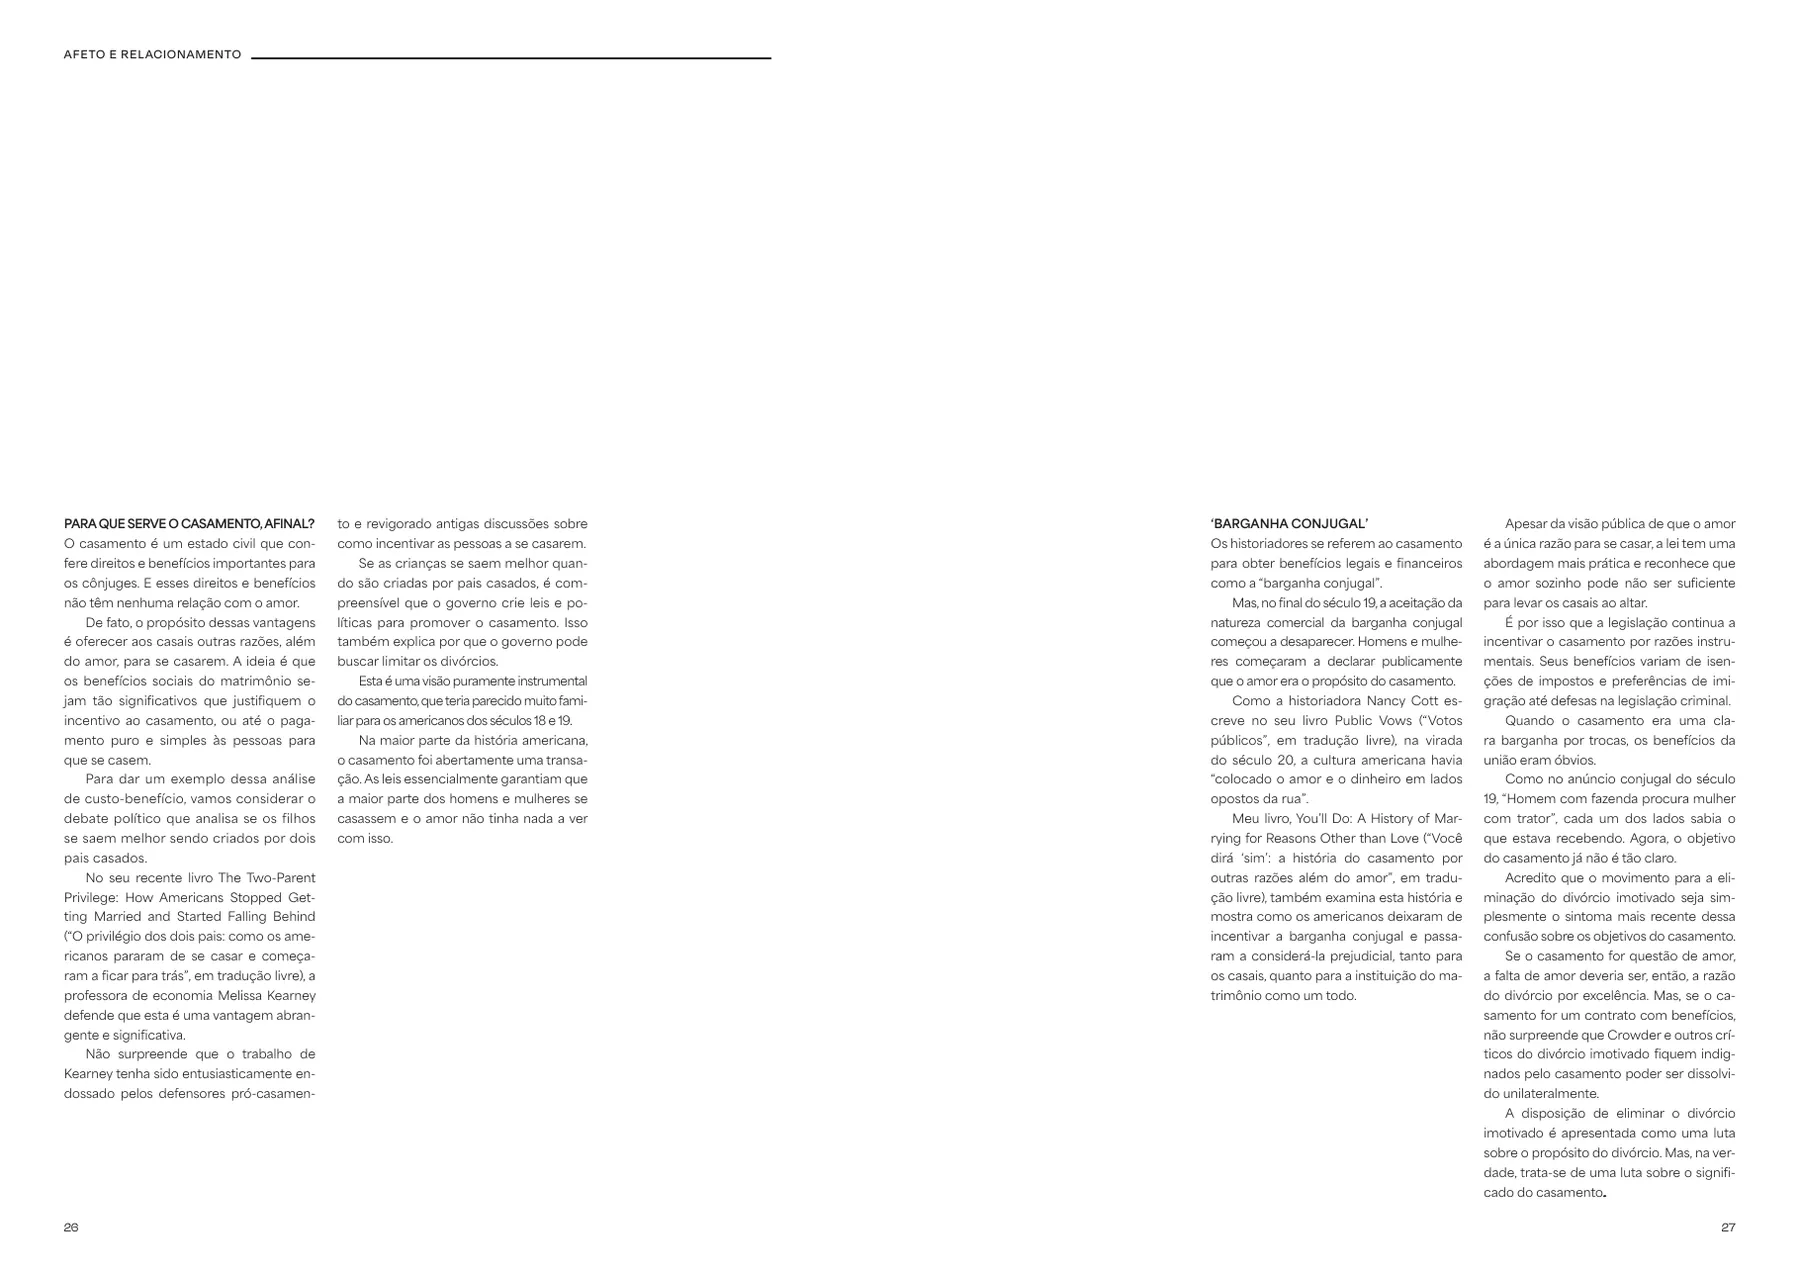 AFETO E RELACIONAMENTO
PARA QUE SERVE O CASAMENTO, AFINAL?
O casamento é um estado civil que con-
fere direitos e benefícios importantes para
os cônjuges. E esses direitos e benefícios
não têm nenhuma relação com o amor.
De fato, o propósito dessas vantagens
é oferecer aos casais outras razões, além
do amor, para se casarem. A ideia é que
os benefícios sociais do matrimônio se-
jam tão significativos que justifiquem o
incentivo ao casamento, ou até o paga-
mento puro e simples às pessoas para
que se casem.
Para dar um exemplo dessa análise
de custo-benefício, vamos considerar o
debate político que analisa se os filhos
se saem melhor sendo criados por dois
pais casados.
No seu recente livro The Two-Parent
Privilege: How Americans Stopped Get-
ting Married and Started Falling Behind
(“O privilégio dos dois pais: como os ame-
ricanos pararam de se casar e começa-
ram a ficar para trás”, em tradução livre), a
professora de economia Melissa Kearney
defende que esta é uma vantagem abran-
gente e significativa.
Não surpreende que o trabalho de
Kearney tenha sido entusiasticamente en-
dossado pelos defensores pró-casamen-
to e revigorado antigas discussões sobre
como incentivar as pessoas a se casarem.
Se as crianças se saem melhor quan-
do são criadas por pais casados, é com-
preensível que o governo crie leis e po-
líticas para promover o casamento. Isso
também explica por que o governo pode
buscar limitar os divórcios.
Esta é uma visão puramente instrumental
do casamento, que teria parecido muito fami-
liar para os americanos dos séculos 18 e 19.
Na maior parte da história americana,
o casamento foi abertamente uma transa-
ção. As leis essencialmente garantiam que
a maior parte dos homens e mulheres se
casassem e o amor não tinha nada a ver
com isso.
26
‘BARGANHA CONJUGAL’
Os historiadores se referem ao casamento
para obter benefícios legais e financeiros
como a “barganha conjugal”.
Mas, no final do século 19, a aceitação da
natureza comercial da barganha conjugal
começou a desaparecer. Homens e mulhe-
res começaram a declarar publicamente
que o amor era o propósito do casamento.
Como a historiadora Nancy Cott es-
creve no seu livro Public Vows (“Votos
públicos”, em tradução livre), na virada
do século 20, a cultura americana havia
“colocado o amor e o dinheiro em lados
opostos da rua”.
Meu livro, You’ll Do: A History of Mar-
rying for Reasons Other than Love (“Você
dirá ‘sim’: a história do casamento por
outras razões além do amor”, em tradu-
ção livre), também examina esta história e
mostra como os americanos deixaram de
incentivar a barganha conjugal e passa-
ram a considerá-la prejudicial, tanto para
os casais, quanto para a instituição do ma-
trimônio como um todo.
Apesar da visão pública de que o amor
é a única razão para se casar, a lei tem uma
abordagem mais prática e reconhece que
o amor sozinho pode não ser suficiente
para levar os casais ao altar.
É por isso que a legislação continua a
incentivar o casamento por razões instru-
mentais. Seus benefícios variam de isen-
ções de impostos e preferências de imi-
gração até defesas na legislação criminal.
Quando o casamento era uma cla-
ra barganha por trocas, os benefícios da
união eram óbvios.
Como no anúncio conjugal do século
19, “Homem com fazenda procura mulher
com trator”, cada um dos lados sabia o
que estava recebendo. Agora, o objetivo
do casamento já não é tão claro.
Acredito que o movimento para a eli-
minação do divórcio imotivado seja sim-
plesmente o sintoma mais recente dessa
confusão sobre os objetivos do casamento.
Se o casamento for questão de amor,
a falta de amor deveria ser, então, a razão
do divórcio por excelência. Mas, se o ca-
samento for um contrato com benefícios,
não surpreende que Crowder e outros crí-
ticos do divórcio imotivado fiquem indig-
nados pelo casamento poder ser dissolvi-
do unilateralmente.
A disposição de eliminar o divórcio
imotivado é apresentada como uma luta
sobre o propósito do divórcio. Mas, na ver-
dade, trata-se de uma luta sobre o signifi-
cado do casamento.
27